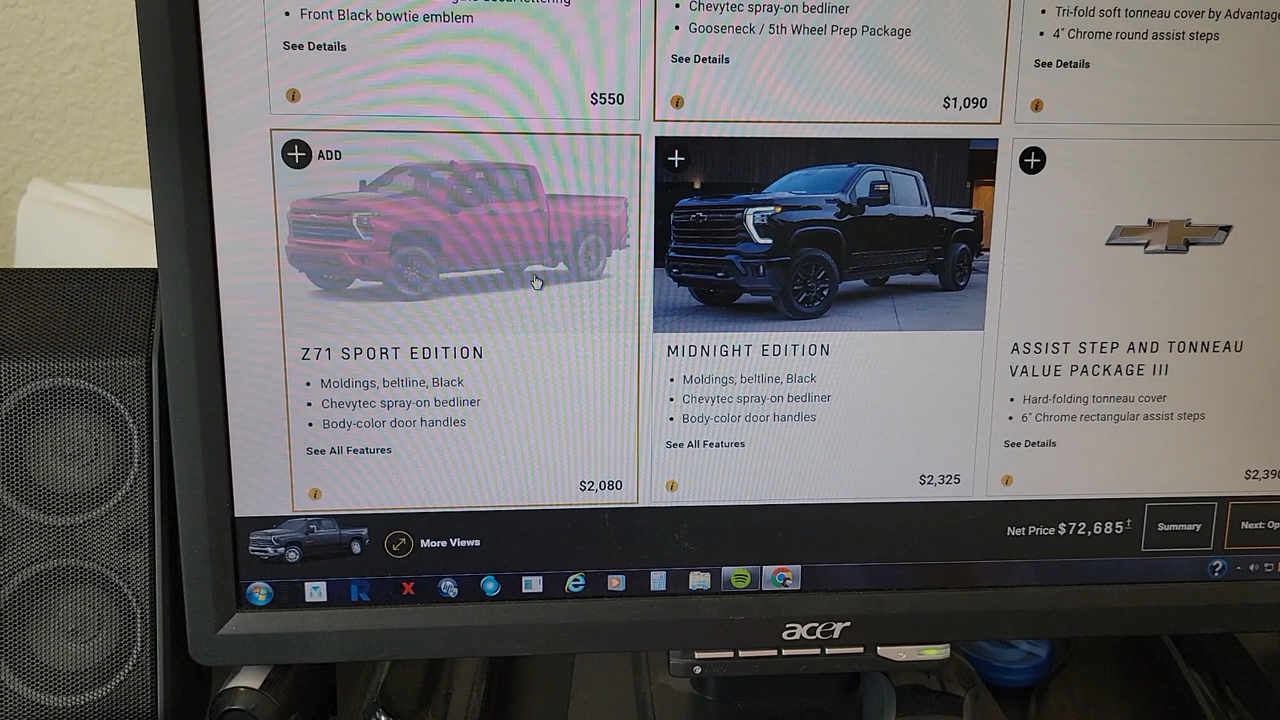 Front Black bowtie emblem
See Details
$550
Chevytec spray-on bedliner
Gooseneck / 5th Wheel Prep Package
See Details
$1,090
Tri-fold soft tonneau cover by
4" Chrome round assist steps
See Details
ADD
Z71 SPORT EDITION
Moldings, beltline, Black
Chevytec spray-on bedliner
Body-color door handles
See All Features
$2,080
MIDNIGHT EDITION
Moldings, beltline, Black
Chevytec spray-on bedliner
Body-color door handles
See All Features
$2,325
ASSIST STEP AND TONNEAU
VALUE PACKAGE III
Hard-folding tonneau cover
6" Chrome rectangular assist steps
See Details
More Views
Net Price $72,685†
Summary
Next:
acer